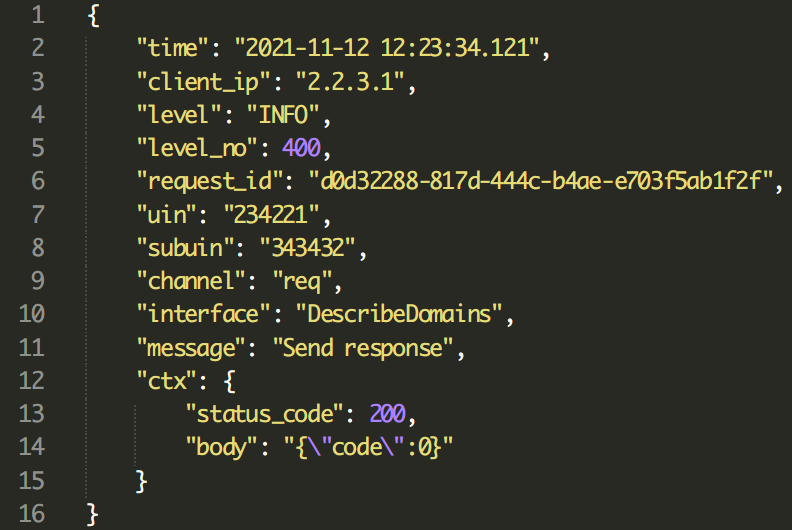 1 {
2     "time": "2021-11-12 12:23:34.121",
3     "client_ip": "2.2.3.1",
4     "level": "INFO",
5     "level_no": 400,
6     "request_id": "d0d32288-817d-444c-b4ae-e703f5ab1f2f",
7     "uin": "234221",
8     "subuin": "343432",
9     "channel": "req",
10     "interface": "DescribeDomains",
11     "message": "Send response",
12     "ctx": {
13         "status_code": 200,
14         "body": "{\"code\":0}"
15     }
16 }